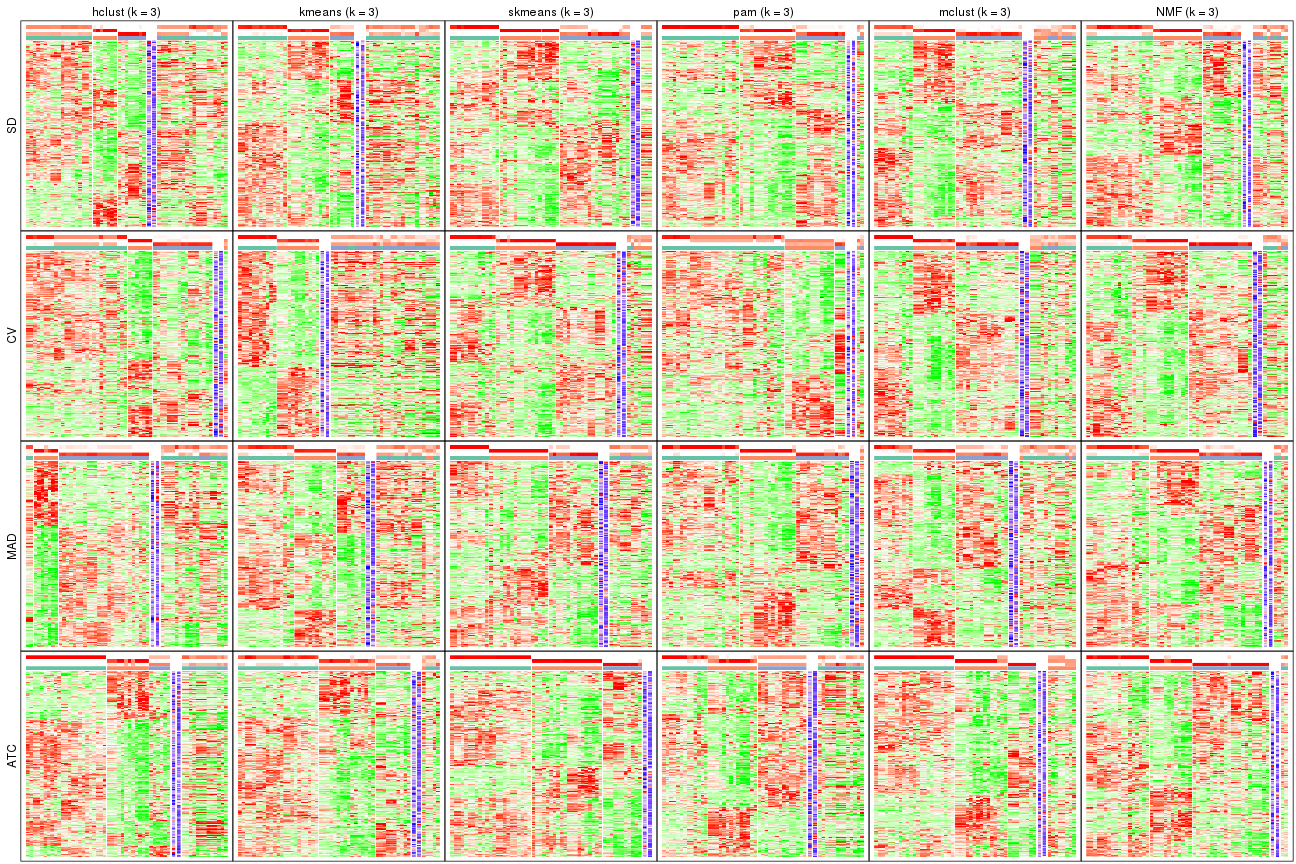 hclust (k = 3) kmeans (k = 3) skmeans (k = 3) pam (k = 3) mclust (k = 3) NMF (k = 3)
SD
CV
MAD
ATC